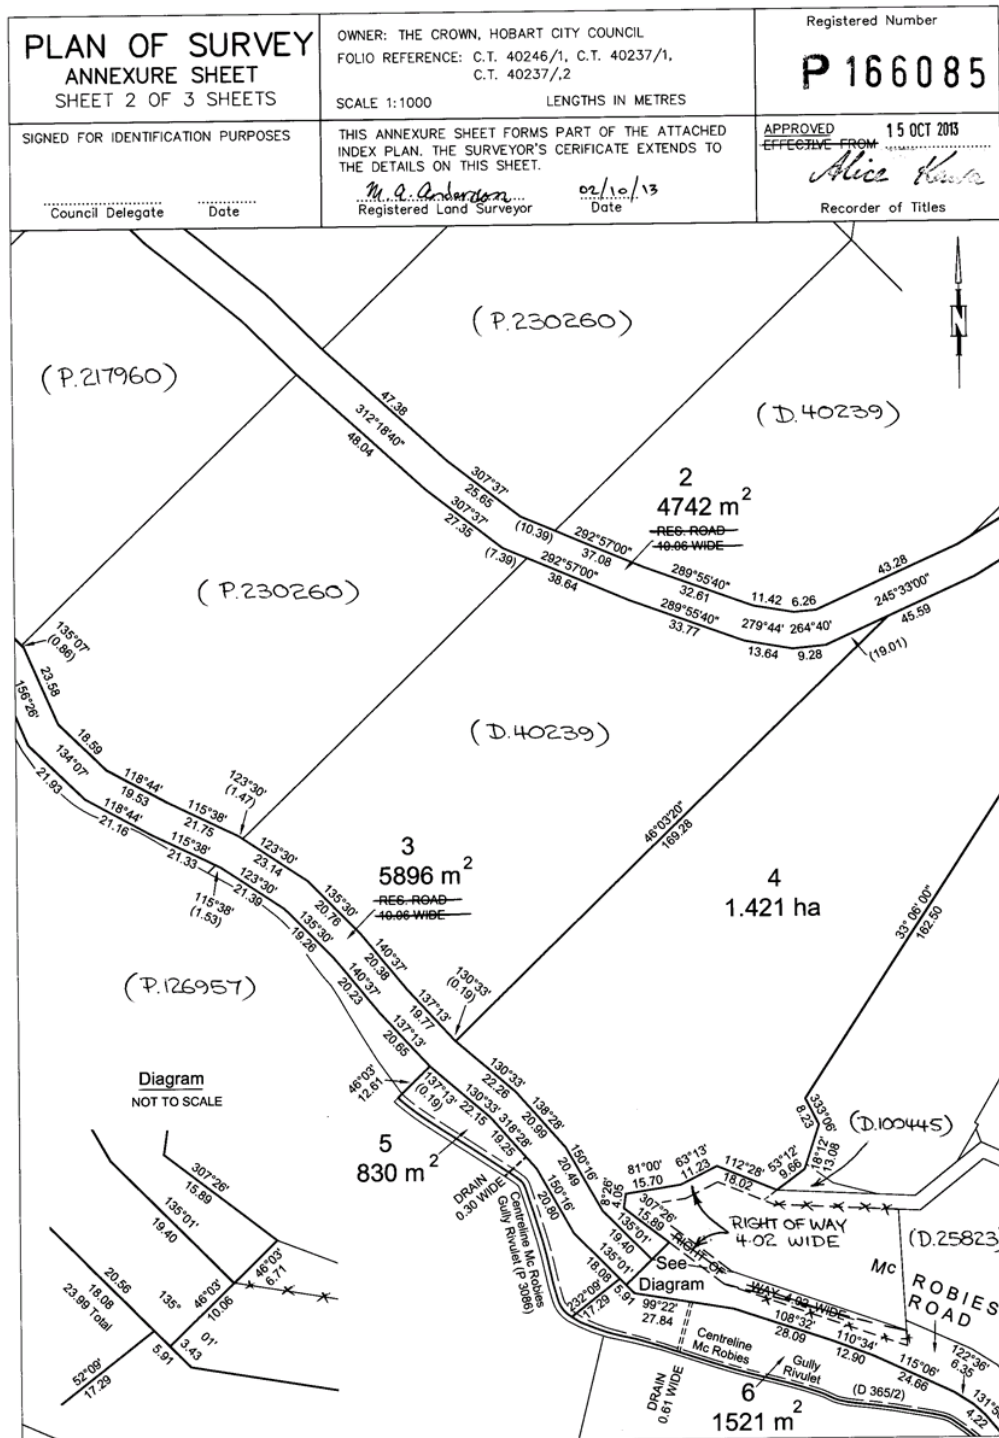 PLAN OF SURVEY
ANNEXURE SHEET
SHEET 2 OF 3 SHEETS
OWNER: THE CROWN, HOBART CITY COUNCIL
FOLIO REFERENCE: C.T. 40246/1, C.T. 40237/1,
C.T. 40237/,2
SCALE 1:1000 LENGTHS IN METRES
Registered Number
P 166085
SIGNED FOR IDENTIFICATION PURPOSES
Council Delegate Date
THIS ANNEXURE SHEET FORMS PART OF THE ATTACHED
INDEX PLAN. THE SURVEYOR'S CERIFICATE EXTENDS TO
THE DETAILS ON THIS SHEET.
M. A. Anderson 02/10/13
Registered Land Surveyor Date
APPROVED 15 OCT 2013
EFFECTIVE FROM
Alice
Recorder of Titles
(P.230260)
N
(P.217960)
(D.40239)
47.38
312°18'40"
48.04
307°37'
25.65
307°37'
27.35
(10.39)
(7.39)
2
4742 m²
RES. ROAD
10.06 WIDE
292°57'00"
37.08
292°57'00"
38.64
289°55'40"
32.61
289°55'40"
33.77
11.42 6.26
279°44' 264°40'
13.64 9.28
43.28
245°33'00"
45.59
(19.01)
(P.230260)
135°07'
(0.86)
23.58
156°26'
18.59
134°07'
21.93
118°44'
19.53
118°44'
21.16
115°38'
21.75
115°38'
21.33
123°30'
(1.47)
(D.40239)
46°03'20"
169.28
123°30'
23.14
123°30'
21.39
115°38'
(1.53)
3
5896 m²
RES. ROAD
10.06 WIDE
4
1.421 ha
33°06'00"
162.50
135°30'
20.76
135°30'
19.26
140°37'
20.38
140°37'
20.23
(P.126957)
137°13'
19.77
137°13'
20.65
130°33'
(0.19)
Diagram
NOT TO SCALE
46°03'
12.61
137°13'
(0.19)
130°33'
22.26
130°33'
22.15
318°28'
19.25
138°28'
20.99
150°16'
20.49
150°16'
20.80
5
830 m²
DRAIN
0.30 WIDE
Centreline Mc Robies
Gully Rivulet (P 3086)
333°06'
8.23
(D.100445)
18°12'
13.08
53°12'
9.66
112°28'
18.02
63°13'
11.23
81°00'
15.70
8°26'
4.05
307°26'
15.89
RIGHT OF WAY
4.02 WIDE
RIGHT OF
WAY 4.02 WIDE
(D.25823)
Mc ROBIES
ROAD
135°01'
19.40
135°01'
18.08
5.91
See
Diagram
232°09'
17.29
99°22'
27.84
108°32'
28.09
110°34'
12.90
115°06'
24.66
122°36'
6.35
4.22
Centreline
Mc Robies
Gully
Rivulet
(D 365/2)
DRAIN
0.61 WIDE
6
1521 m²
307°26'
15.89
135°01'
19.40
46°03'
6.71
46°03'
10.06
20.56
18.08
23.99 Total
135°
01'
3.43
5.91
52°09'
17.29